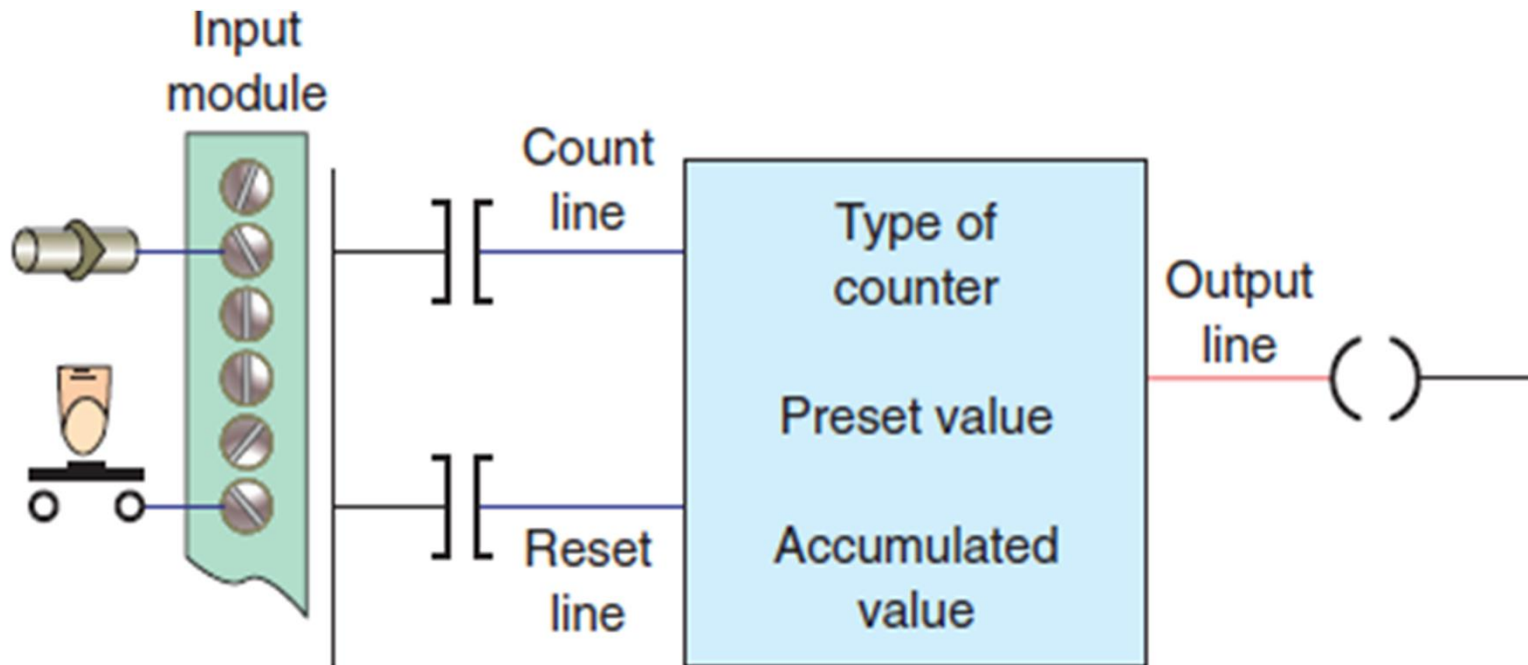 Input
module
Count
line
Type of
counter
Output
line
Preset value
Reset
line
Accumulated
value